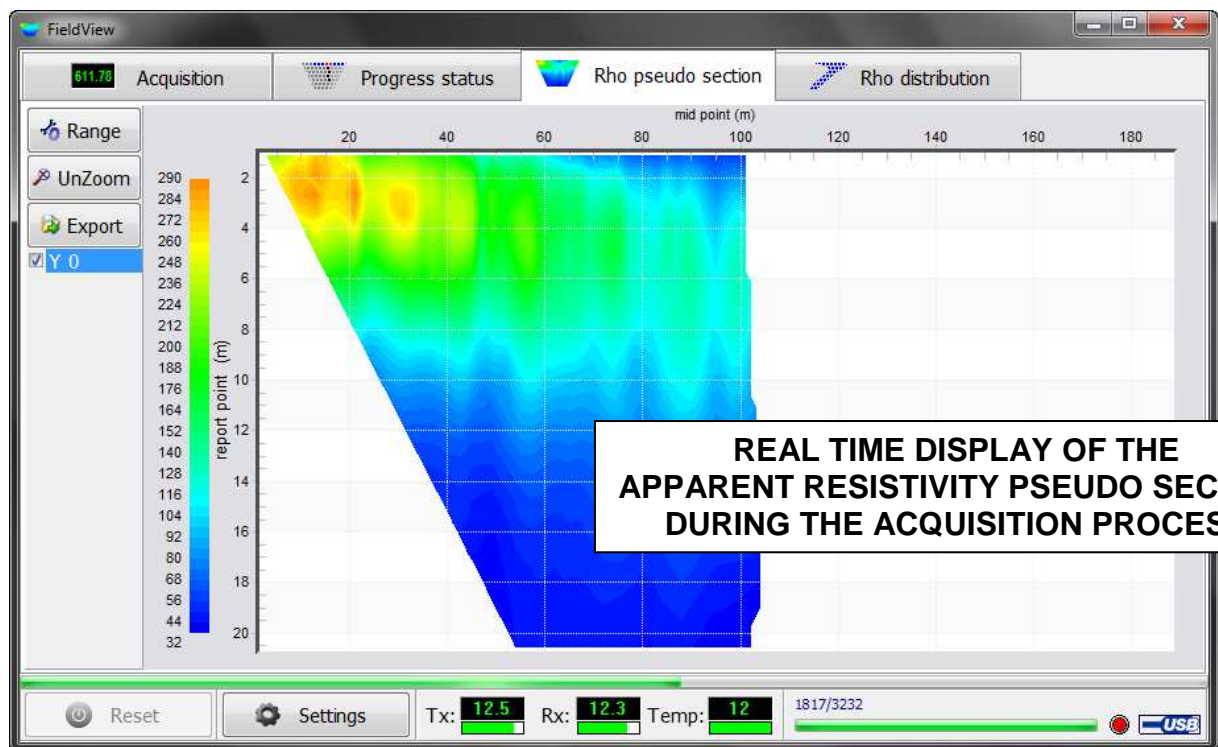 FieldView
611.78 Acquisition
Progress status
Rho pseudo section
Rho distribution
Range
UnZoom
Export
Y 0
mid point (m)
20 40 60 80 100 120 140 160 180
290
284
272
260
248
236
224
212
200
188
176
164
152
140
128
116
104
92
80
68
56
44
32
report point (m)
2
4
6
8
10
12
14
16
18
20
REAL TIME DISPLAY OF THE
APPARENT RESISTIVITY PSEUDO SEC
DURING THE ACQUISITION PROCES
Reset
Settings
Tx: 12.5
Rx: 12.3
Temp: 12
1817/3232
USB